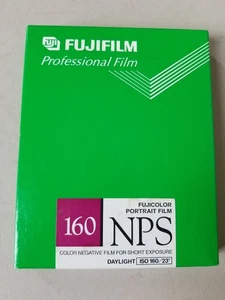 FUJIFILM
Professional Film
FUJICOLOR
PORTRAIT FILM
160 NPS
COLOR NEGATIVE FILM FOR SHORT EXPOSURE
DAYLIGHT ISO 160/23°